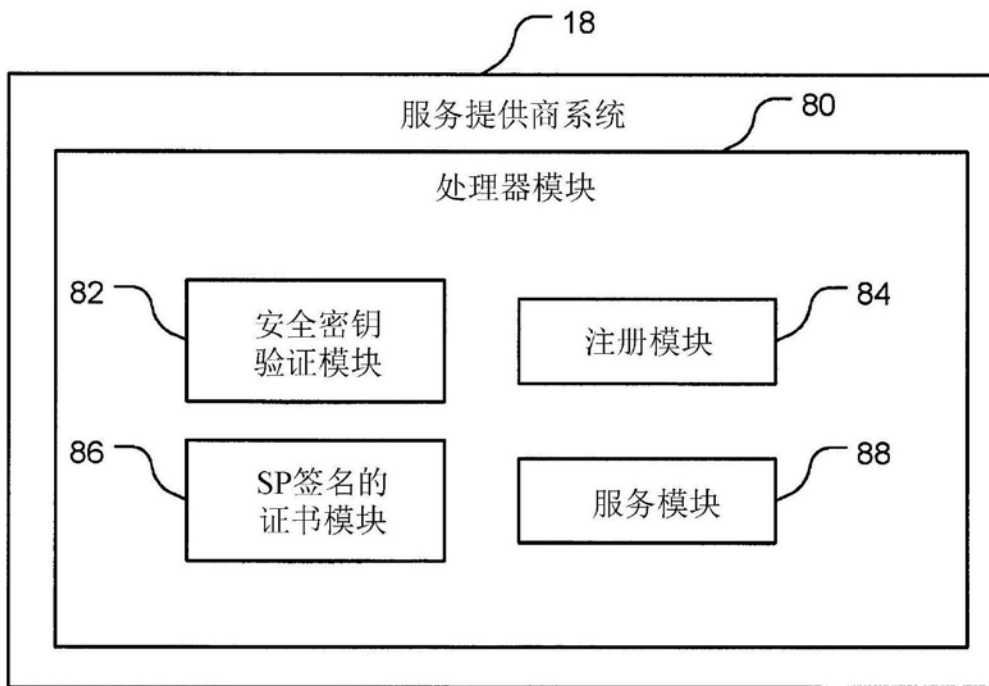 18
服务提供商系统
80
处理器模块
82
安全密钥
验证模块
84
注册模块
86
SP签名的
证书模块
88
服务模块